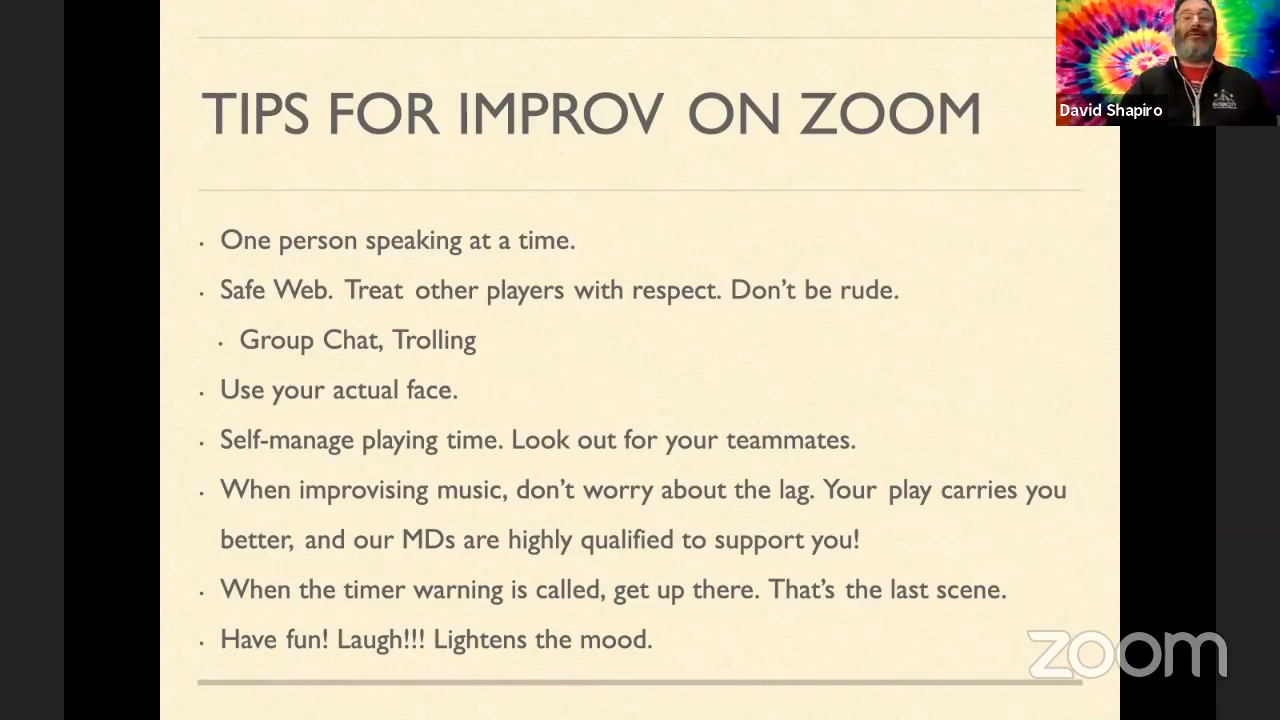 TIPS FOR IMPROV ON ZOOM
David Shapiro
· One person speaking at a time.
· Safe Web. Treat other players with respect. Don’t be rude.
· Group Chat, Trolling
· Use your actual face.
· Self-manage playing time. Look out for your teammates.
· When improvising music, don’t worry about the lag. Your play carries you
better, and our MDs are highly qualified to support you!
· When the timer warning is called, get up there. That’s the last scene.
· Have fun! Laugh!!! Lightens the mood.
zoom